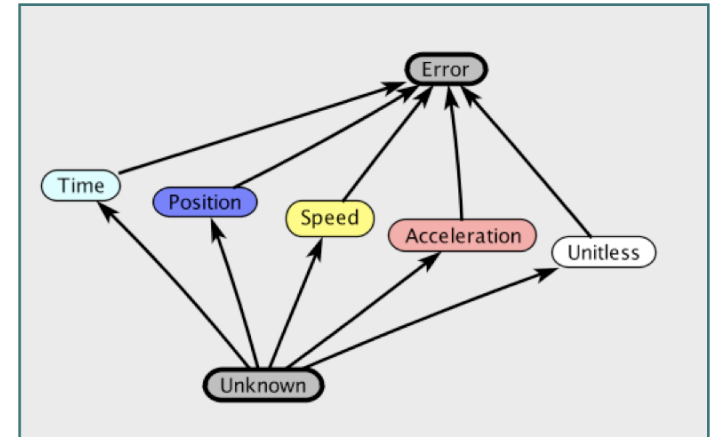 Error
Time
Position
Speed
Acceleration
Unitless
Unknown